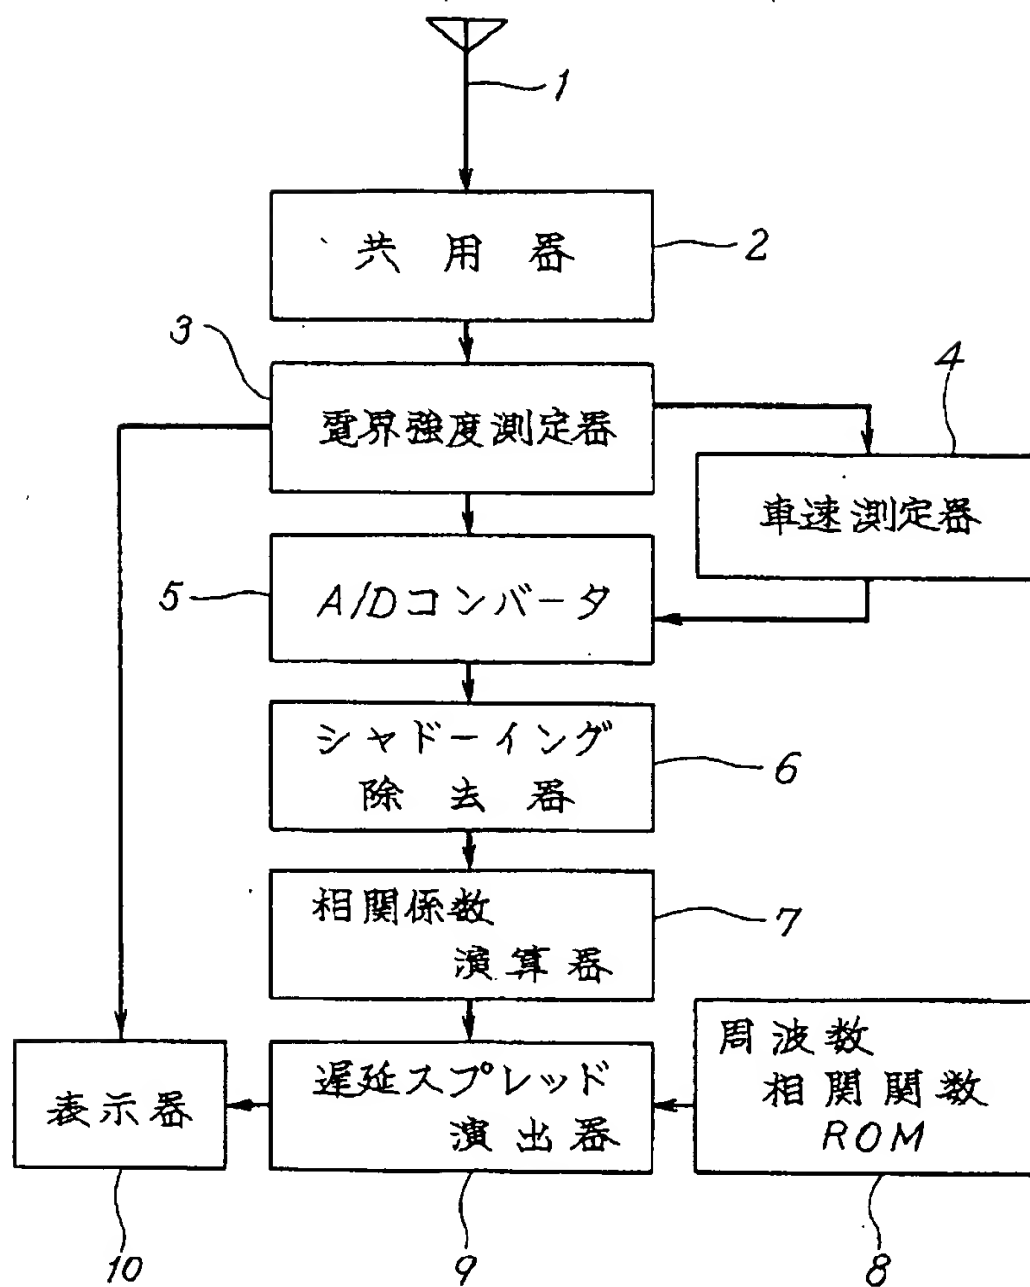 1
共用器
2
3
電界強度測定器
4
車速測定器
5
A/Dコンバータ
シャドーイング
除去器
6
相関係数
演算器
7
周波数
相関関数
ROM
8
遅延スプレッド
演出器
9
表示器
10